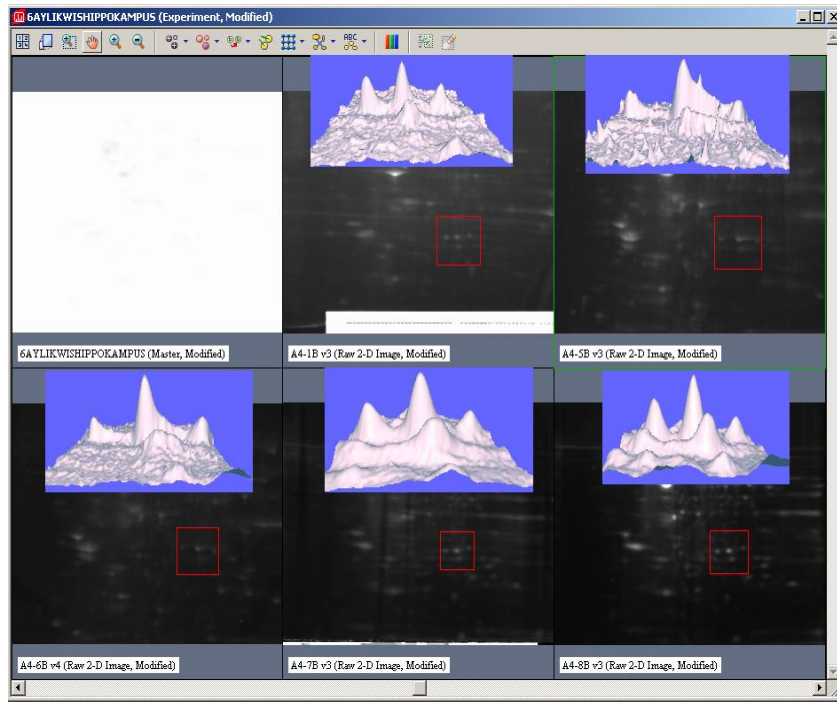 6AYLIKWISHIPPOKAMPUS (Experiment, Modified)
ABC
6AYLIKWISHIPPOKAMPUS (Master, Modified)
A4-1B v3 (Raw 2-D Image, Modified)
A4-5B v3 (Raw 2-D Image, Modified)
A4-6B v4 (Raw 2-D Image, Modified)
A4-7B v3 (Raw 2-D Image, Modified)
A4-8B v3 (Raw 2-D Image, Modified)